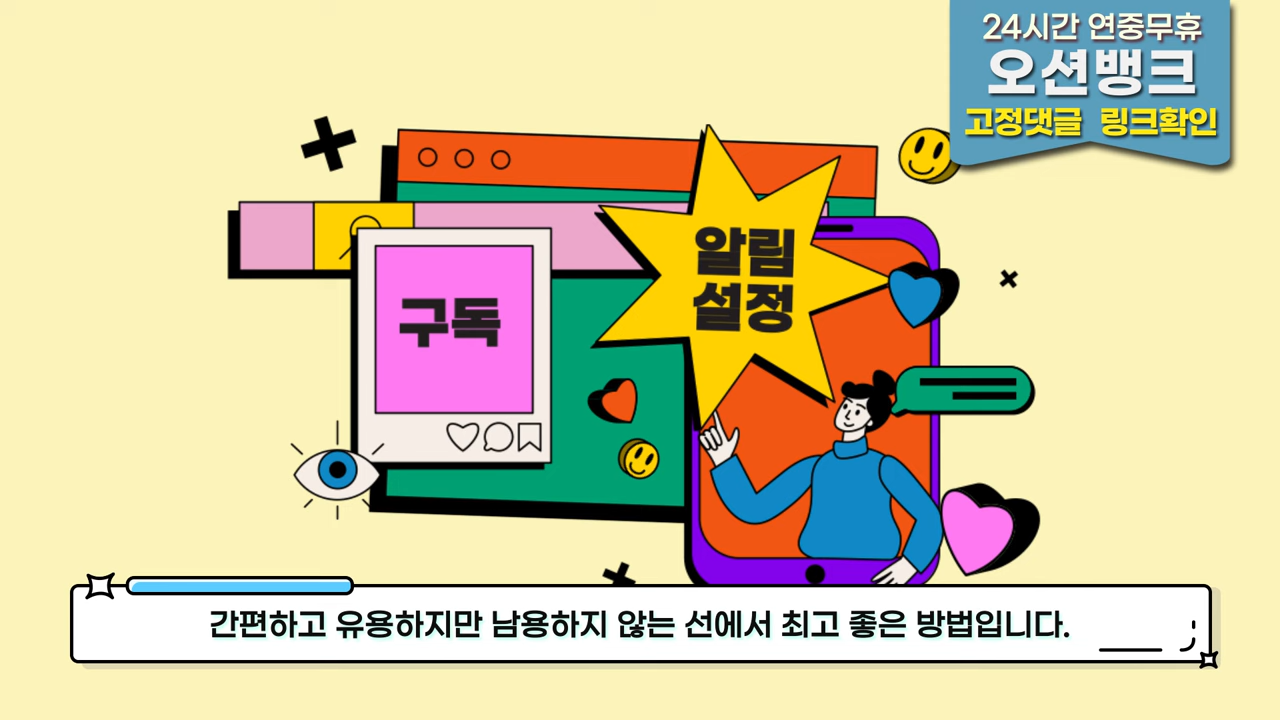 24시간 연중무휴
오션뱅크
고정댓글 링크확인
알림
설정
구독
간편하고 유용하지만 남용하지 않는 선에서 최고 좋은 방법입니다.